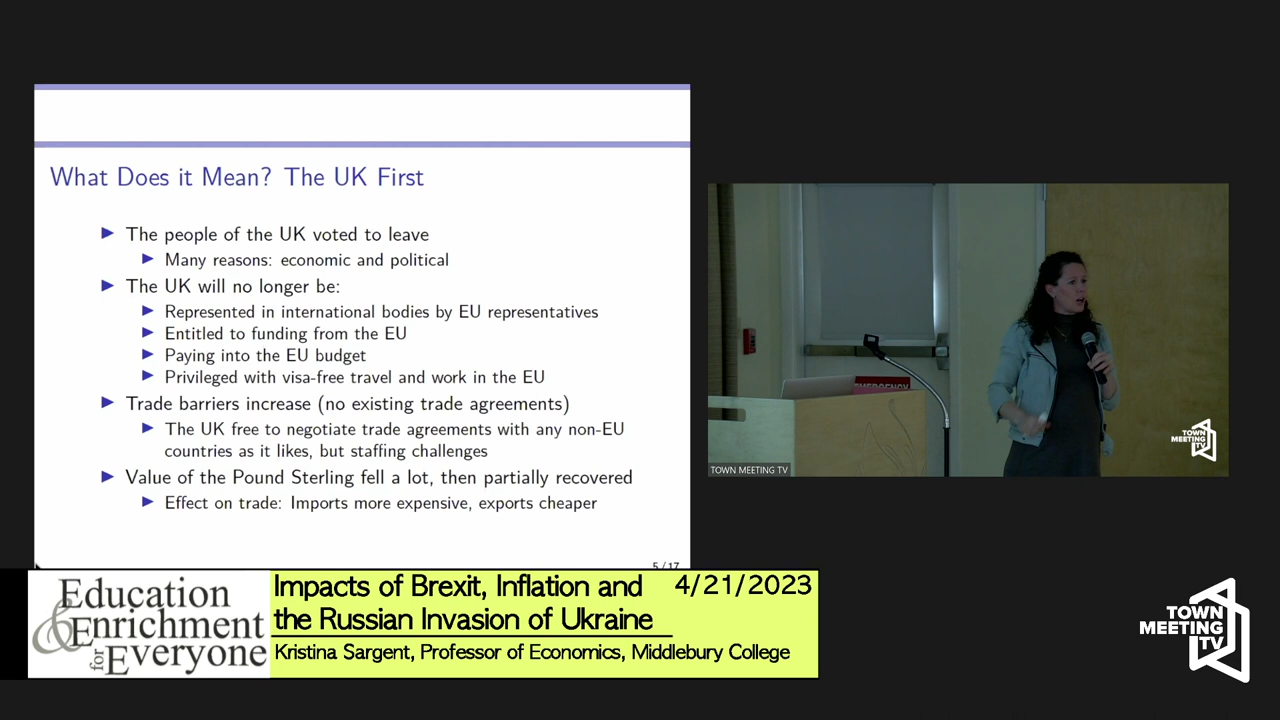 What Does it Mean? The UK First
▶ The people of the UK voted to leave
▶ Many reasons: economic and political
▶ The UK will no longer be:
▶ Represented in international bodies by EU representatives
▶ Entitled to funding from the EU
▶ Paying into the EU budget
▶ Privileged with visa-free travel and work in the EU
▶ Trade barriers increase (no existing trade agreements)
▶ The UK free to negotiate trade agreements with any non-EU
countries as it likes, but staffing challenges
▶ Value of the Pound Sterling fell a lot, then partially recovered
▶ Effect on trade: Imports more expensive, exports cheaper
5 / 17
EMERGENCY
TOWN
MEETING
TV
TOWN MEETING TV
Education
& Enrichment
for Everyone
Impacts of Brexit, Inflation and
the Russian Invasion of Ukraine
4/21/2023
Kristina Sargent, Professor of Economics, Middlebury College
TOWN
MEETING
TV